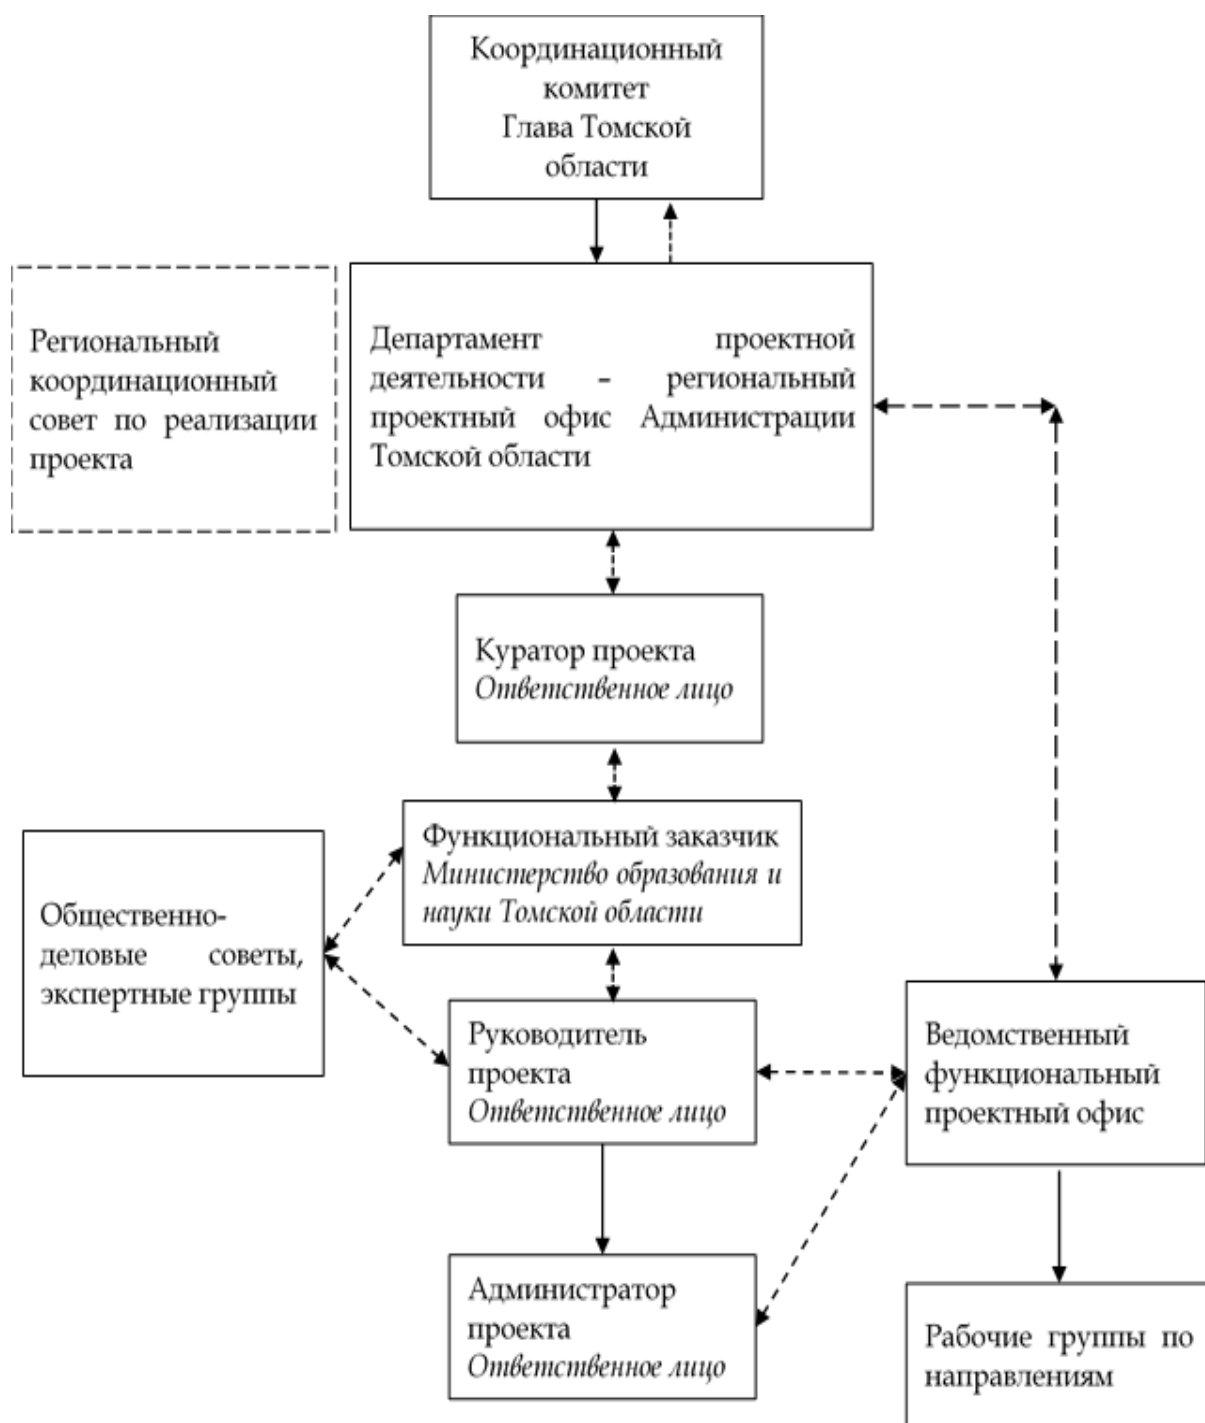 Координационный
комитет
Глава Томской
области
Региональный
координационный
совет по реализации
проекта
Департамент проектной
деятельности – региональный
проектный офис Администрации
Томской области
Куратор проекта
Ответственное лицо
Функциональный заказчик
Министерство образования и
науки Томской области
Общественно-
деловые советы,
экспертные группы
Руководитель
проекта
Ответственное лицо
Ведомственный
функциональный
проектный офис
Администратор
проекта
Ответственное лицо
Рабочие группы по
направлениям